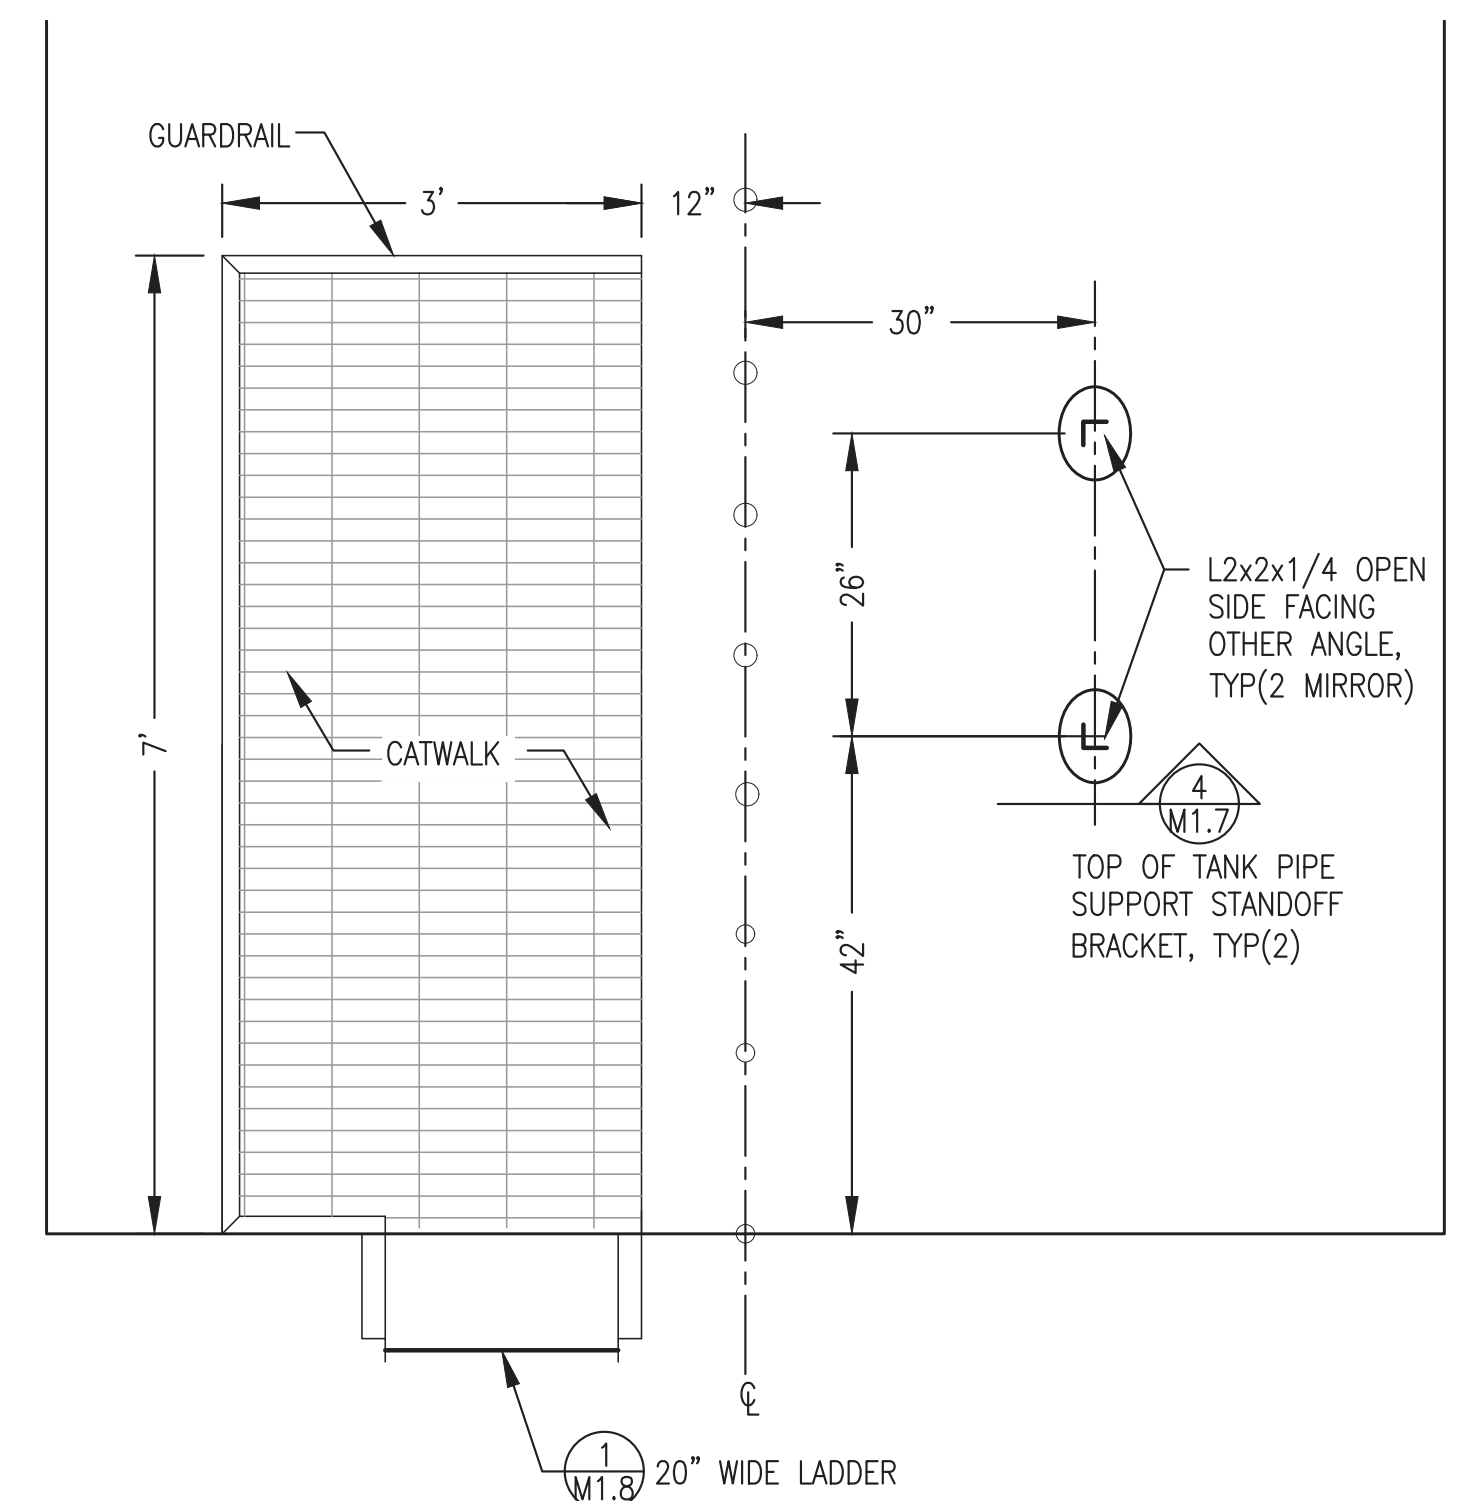 GUARDRAIL
3'
12"
30"
26"
L2x2x1/4 OPEN
SIDE FACING
OTHER ANGLE,
TYP(2 MIRROR)
7'
CATWALK
4
M1.7
TOP OF TANK PIPE
SUPPORT STANDOFF
BRACKET, TYP(2)
42"
℄
1
M1.8
20" WIDE LADDER